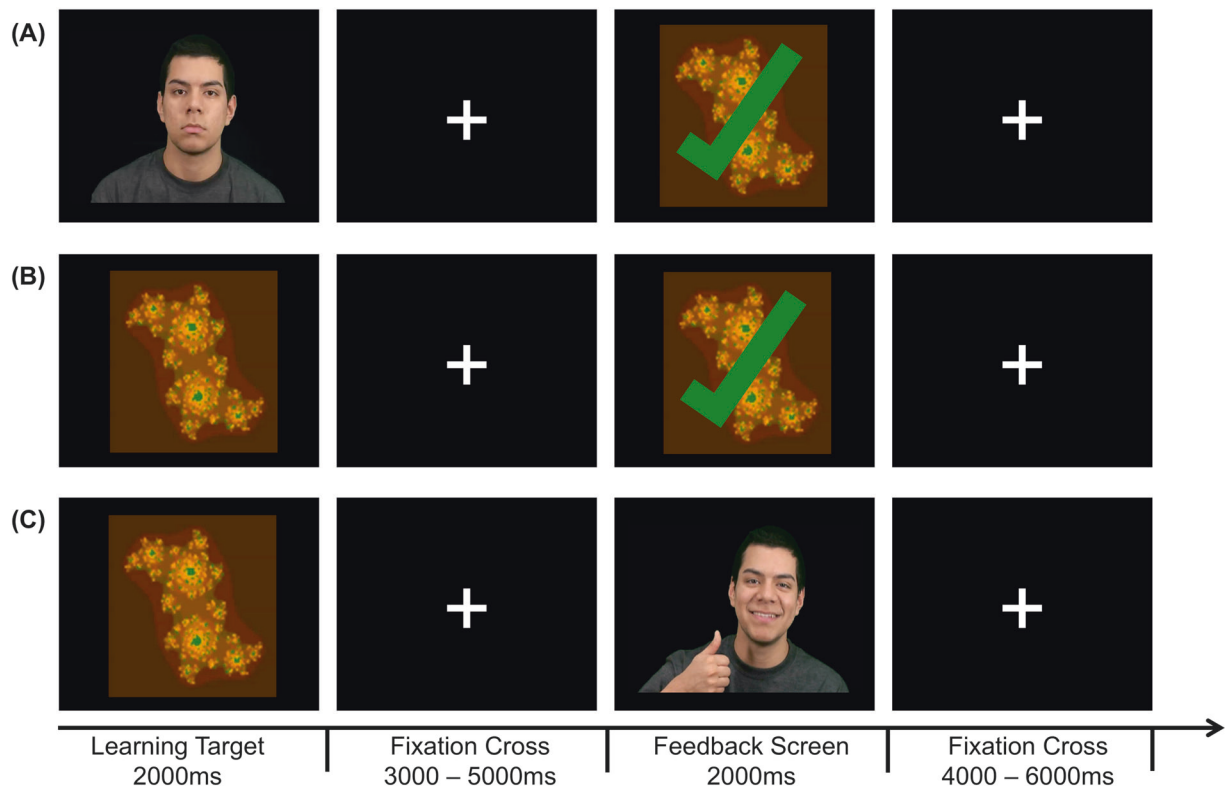 (A)
(B)
(C)
Learning Target
2000ms
Fixation Cross
3000 – 5000ms
Feedback Screen
2000ms
Fixation Cross
4000 – 6000ms